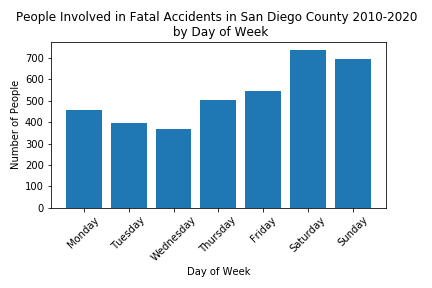 People Involved in Fatal Accidents in San Diego County 2010-2020
by Day of Week
Number of People
700
600
500
400
300
200
100
0
Monday
Tuesday
Wednesday
Thursday
Friday
Saturday
Sunday
Day of Week